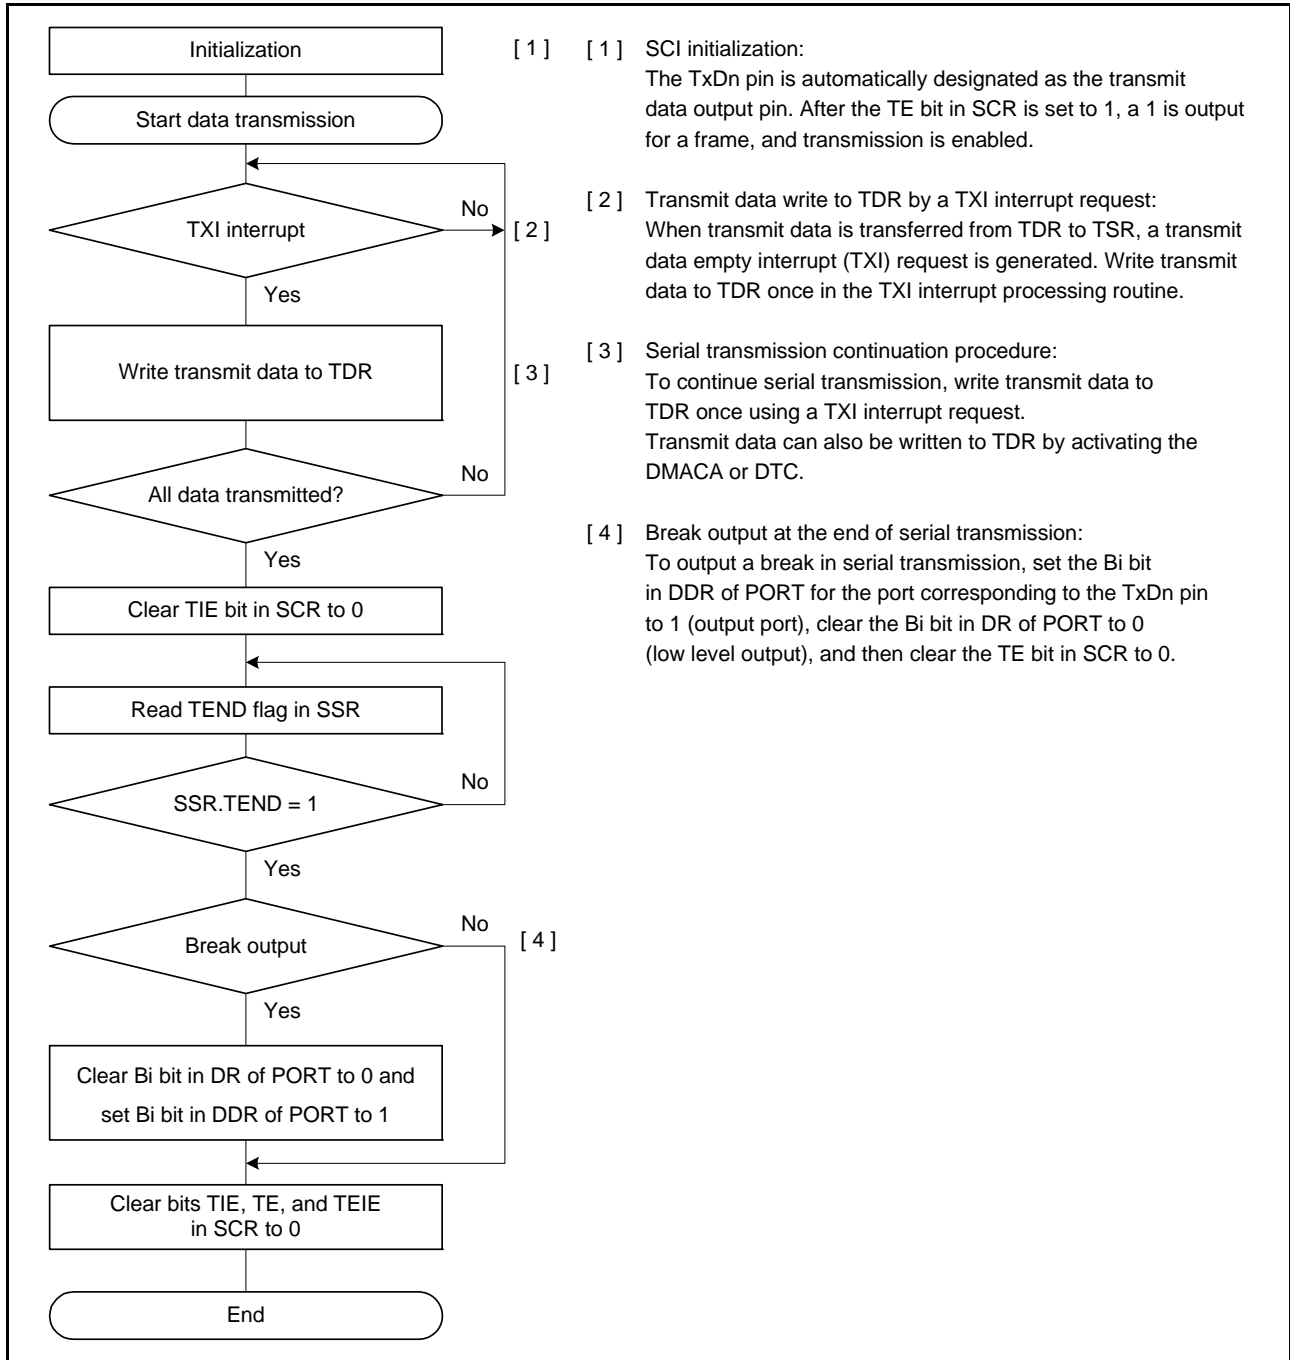 Initialization
[ 1 ]
Start data transmission
TXI interrupt
No
[ 2 ]
Yes
Write transmit data to TDR
[ 3 ]
All data transmitted?
No
Yes
Clear TIE bit in SCR to 0
Read TEND flag in SSR
SSR.TEND = 1
No
Yes
Break output
No
[ 4 ]
Yes
Clear Bi bit in DR of PORT to 0 and
set Bi bit in DDR of PORT to 1
Clear bits TIE, TE, and TEIE
in SCR to 0
End
[ 1 ] SCI initialization:
The TxDn pin is automatically designated as the transmit
data output pin. After the TE bit in SCR is set to 1, a 1 is output
for a frame, and transmission is enabled.
[ 2 ] Transmit data write to TDR by a TXI interrupt request:
When transmit data is transferred from TDR to TSR, a transmit
data empty interrupt (TXI) request is generated. Write transmit
data to TDR once in the TXI interrupt processing routine.
[ 3 ] Serial transmission continuation procedure:
To continue serial transmission, write transmit data to
TDR once using a TXI interrupt request.
Transmit data can also be written to TDR by activating the
DMACA or DTC.
[ 4 ] Break output at the end of serial transmission:
To output a break in serial transmission, set the Bi bit
in DDR of PORT for the port corresponding to the TxDn pin
to 1 (output port), clear the Bi bit in DR of PORT to 0
(low level output), and then clear the TE bit in SCR to 0.